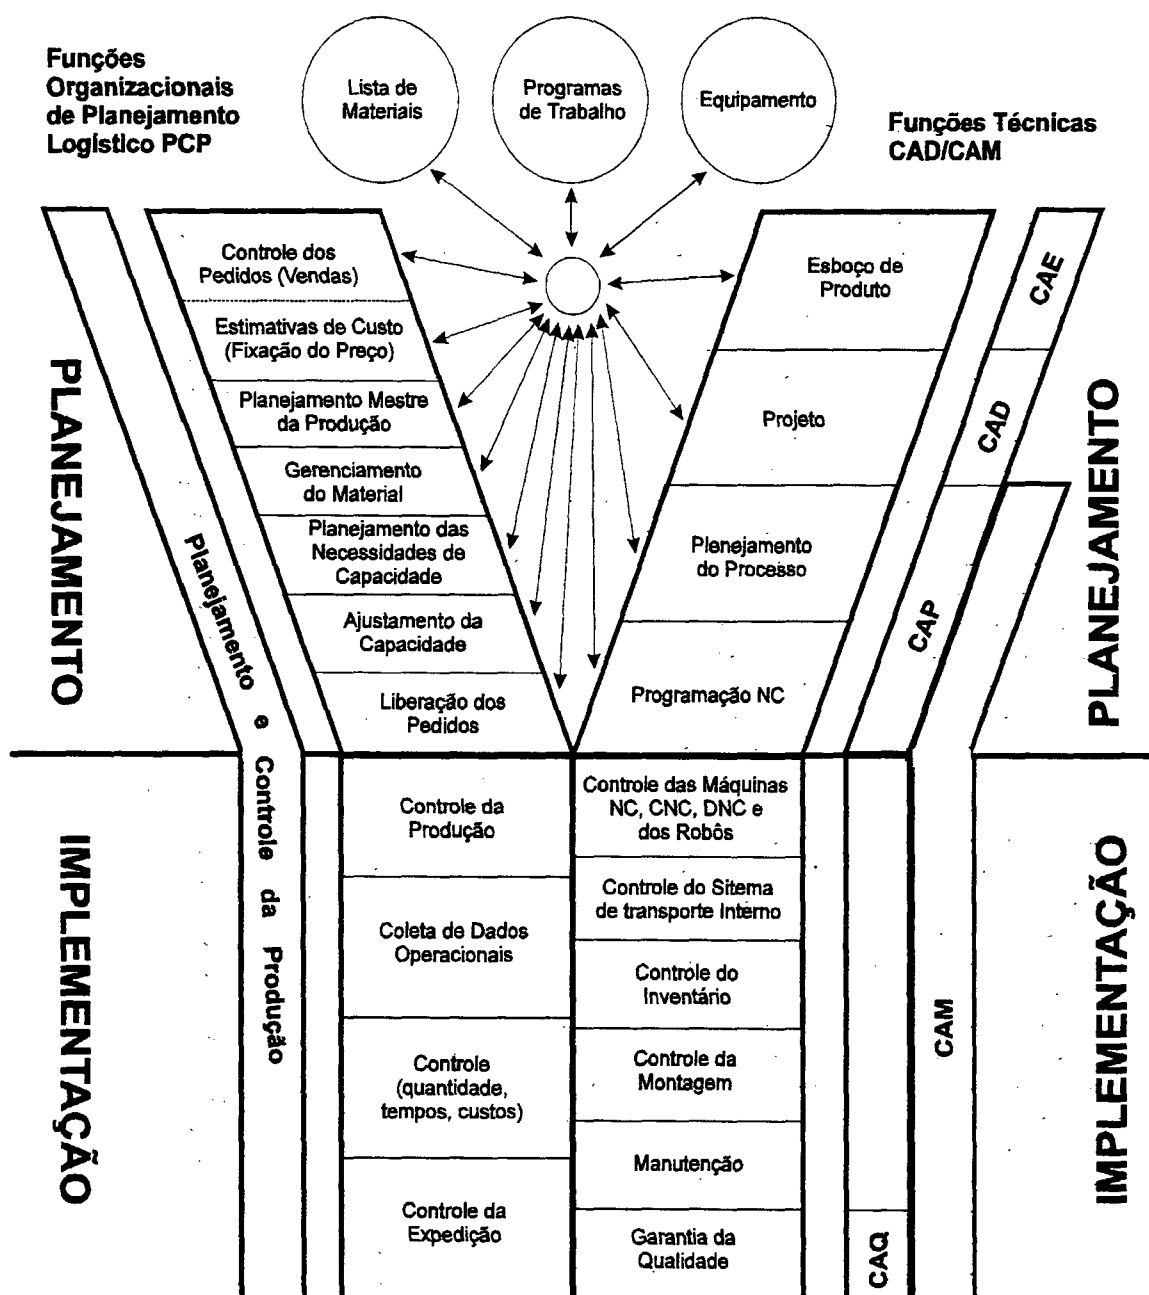 Funções
Organizacionais
de Planejamento
Logístico PCP
Lista de
Materiais
Programas
de Trabalho
Equipamento
Funções Técnicas
CAD/CAM
Controle dos
Pedidos (Vendas)
Estimativas de Custo
(Fixação do Preço)
Planejamento Mestre
da Produção
Gerenciamento
do Material
Planejamento das
Necessidades de
Capacidade
Ajustamento da
Capacidade
Liberação dos
Pedidos
Esboço de
Produto
Projeto
Plenejamento
do Processo
Programação NC
CAE
CAD
CAP
PLANEJAMENTO
PLANEJAMENTO
Planejamento e Controle da Produção
Controle da
Produção
Coleta de Dados
Operacionais
Controle
(quantidade,
tempos, custos)
Controle da
Expedição
Controle das Máquinas
NC, CNC, DNC e
dos Robôs
Controle do Sitema
de transporte Interno
Controle do
Inventário
Controle da
Montagem
Manutenção
Garantia da
Qualidade
CAM
CAQ
IMPLEMENTAÇÃO
IMPLEMENTAÇÃO